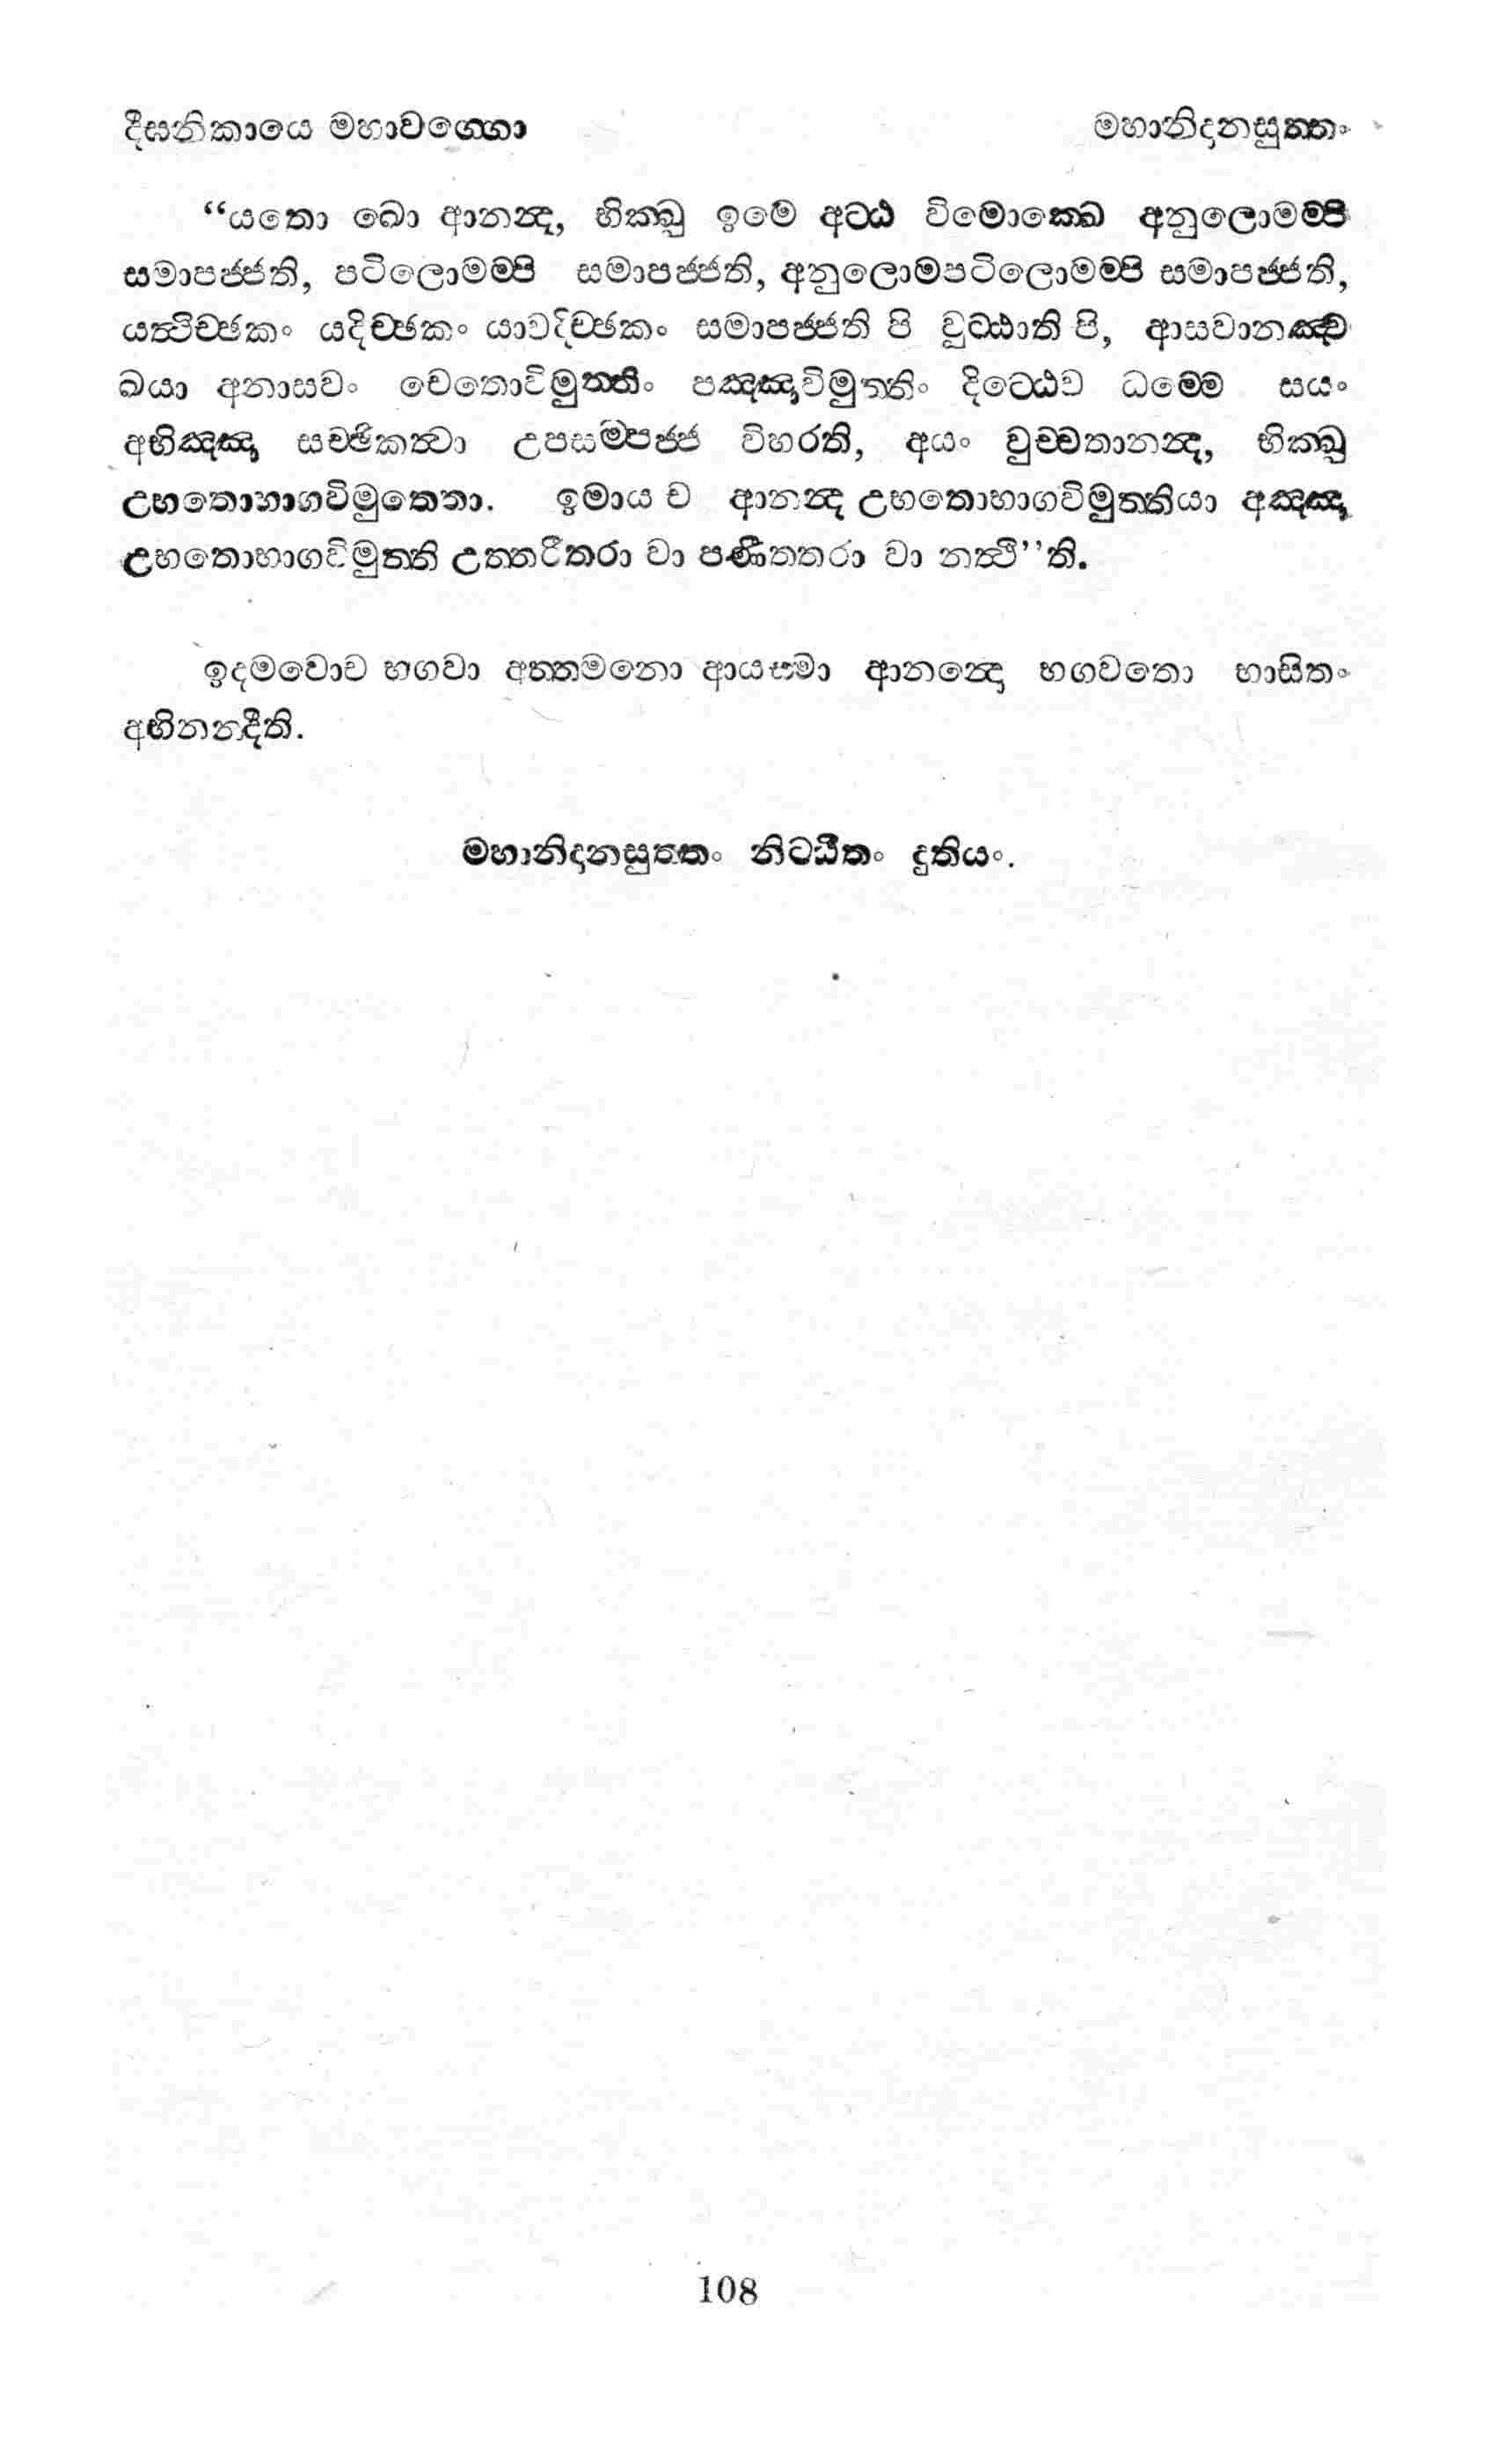 දීඝනිකායෙ මහාවග්ගො
මහානිදානසුත්තං
“යතො ඛො ආනන්ද, භික්ඛු ඉමෙ අට්ඨ විමොක්ඛෙ අනුලොමම්පි
සමාපජ්ජති, පටිලොමම්පි සමාපජ්ජති, අනුලොමපටිලොමම්පි සමාපජ්ජති,
යත්ථිච්ඡකං යදිච්ඡකං යාවදිච්ඡකං සමාපජ්ජති පි වුට්ඨාති පි, ආසවානඤ්ච
ඛයා අනාසවං චෙතොවිමුත්තිං පඤ්ඤාවිමුත්තිං දිට්ඨෙව ධම්මෙ සයං
අභිඤ්ඤා සච්ඡිකත්වා උපසම්පජ්ජ විහරති, අයං වුච්චතානන්ද, භික්ඛු
උභතොභාගවිමුත්තො. ඉමාය ච ආනන්ද උභතොභාගවිමුත්තියා අඤ්ඤා
උභතොභාගවිමුත්ති උත්තරීතරා වා පණීතතරා වා නත්ථි’’ති.
ඉදමවොච භගවා අත්තමනො ආයස්මා ආනන්දො භගවතො භාසිතං
අභිනන්දීති.
මහානිදානසුත්තං නිට්ඨීතං දුතියං.
108